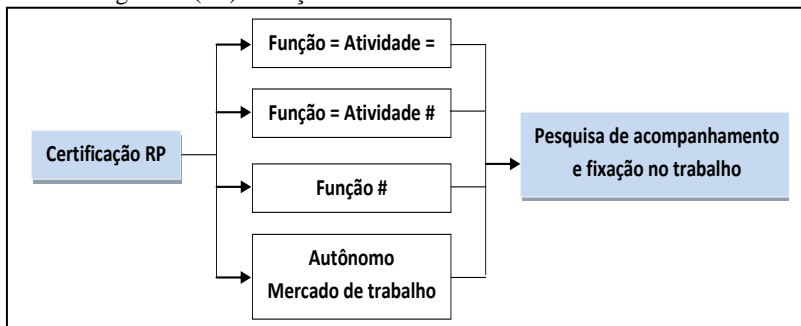 Função = Atividade =
Função = Atividade #
Certificação RP
Pesquisa de acompanhamento
e fixação no trabalho
Função #
Autônomo
Mercado de trabalho